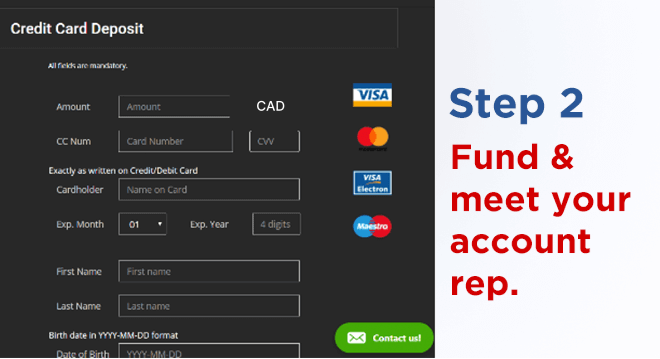 Credit Card Deposit
All fields are mandatory.
Amount Amount CAD
VISA
CC Num Card Number CVV
Exactly as written on Credit/Debit Card
Cardholder Name on Card
VISA
Electron
Exp. Month 01 Exp. Year 4 digits
Maestro
First Name First name
Last Name Last name
Birth date in YYYY-MM-DD format
Date of Birth YYYY-MM-DD
Contact us!
Step 2
Fund &
meet your
account
rep.